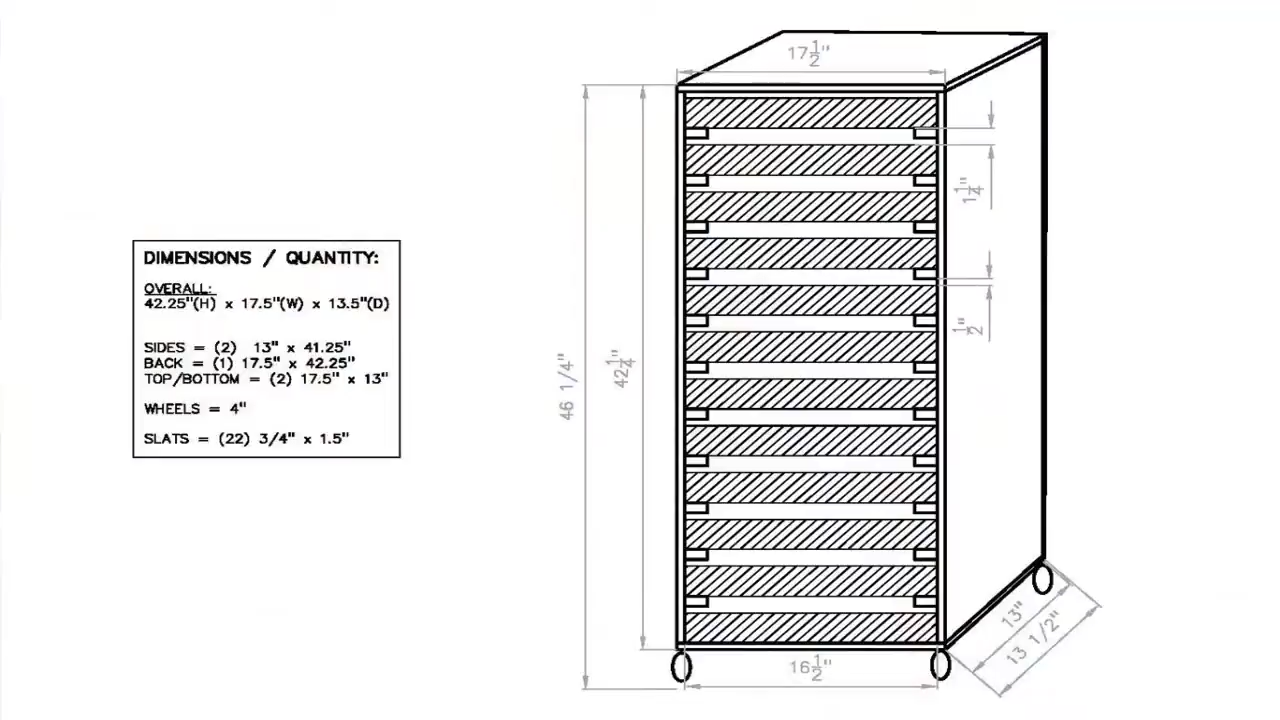 17 1/2"
1 1/4"
DIMENSIONS / QUANTITY:
OVERALL:
42.25"(H) x 17.5"(W) x 13.5"(D)
SIDES = (2) 13" x 41.25"
BACK = (1) 17.5" x 42.25"
TOP/BOTTOM = (2) 17.5" x 13"
WHEELS = 4"
SLATS = (22) 3/4" x 1.5"
46 1/4"
42 1/4"
1/2"
13"
13 1/2"
16 1/2"